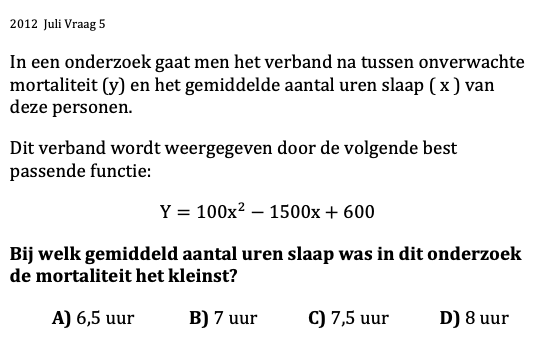 2012 Juli Vraag 5
In een onderzoek gaat men het verband na tussen onverwachte
mortaliteit (y) en het gemiddelde aantal uren slaap ( x ) van
deze personen.
Dit verband wordt weergegeven door de volgende best
passende functie:
Y = 100x² − 1500x + 600
Bij welk gemiddeld aantal uren slaap was in dit onderzoek
de mortaliteit het kleinst?
A) 6,5 uur B) 7 uur C) 7,5 uur D) 8 uur